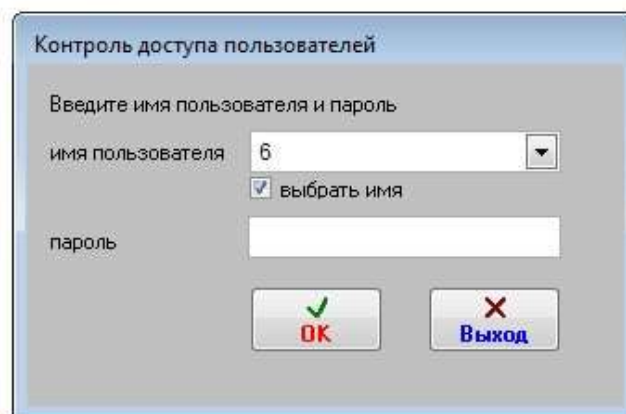 Контроль доступа пользователей
Введите имя пользователя и пароль
имя пользователя 6
выбрать имя
пароль
OK Выход